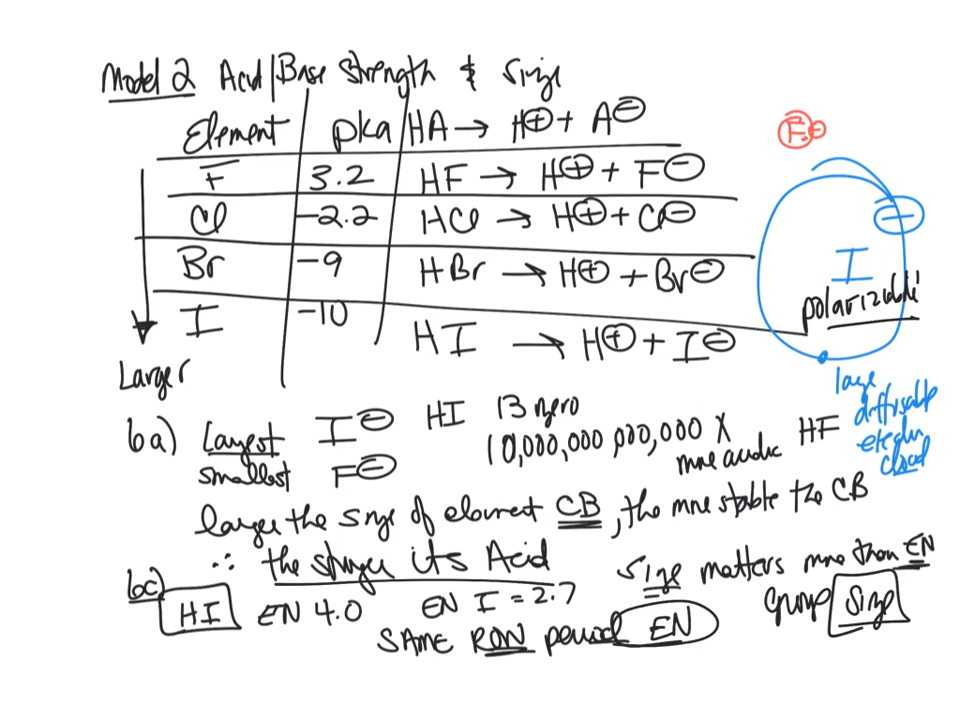 Model 2 Acid/Base Strength & Size
Element pka HA → H⊕ + A⊖
F 3.2 HF → H⊕ + F⊖
Cl -2.2 HCl → H⊕ + Cl⊖
Br -9 HBr → H⊕ + Br⊖
I -10 HI → H⊕ + I⊖
Larger
F⊖
⊖
I
polarizable
large
diffusable
electron
cloud
6a) Largest I⊖ HI 13 zero
smallest F⊖ 10,000,000,000,000 X more acidic HF
larger the size of element CB, the more stable the CB
∴ the stronger its Acid
6c) HI EN 4.0 EN I = 2.7
Size matters more than EN
group Size
SAME ROW period EN